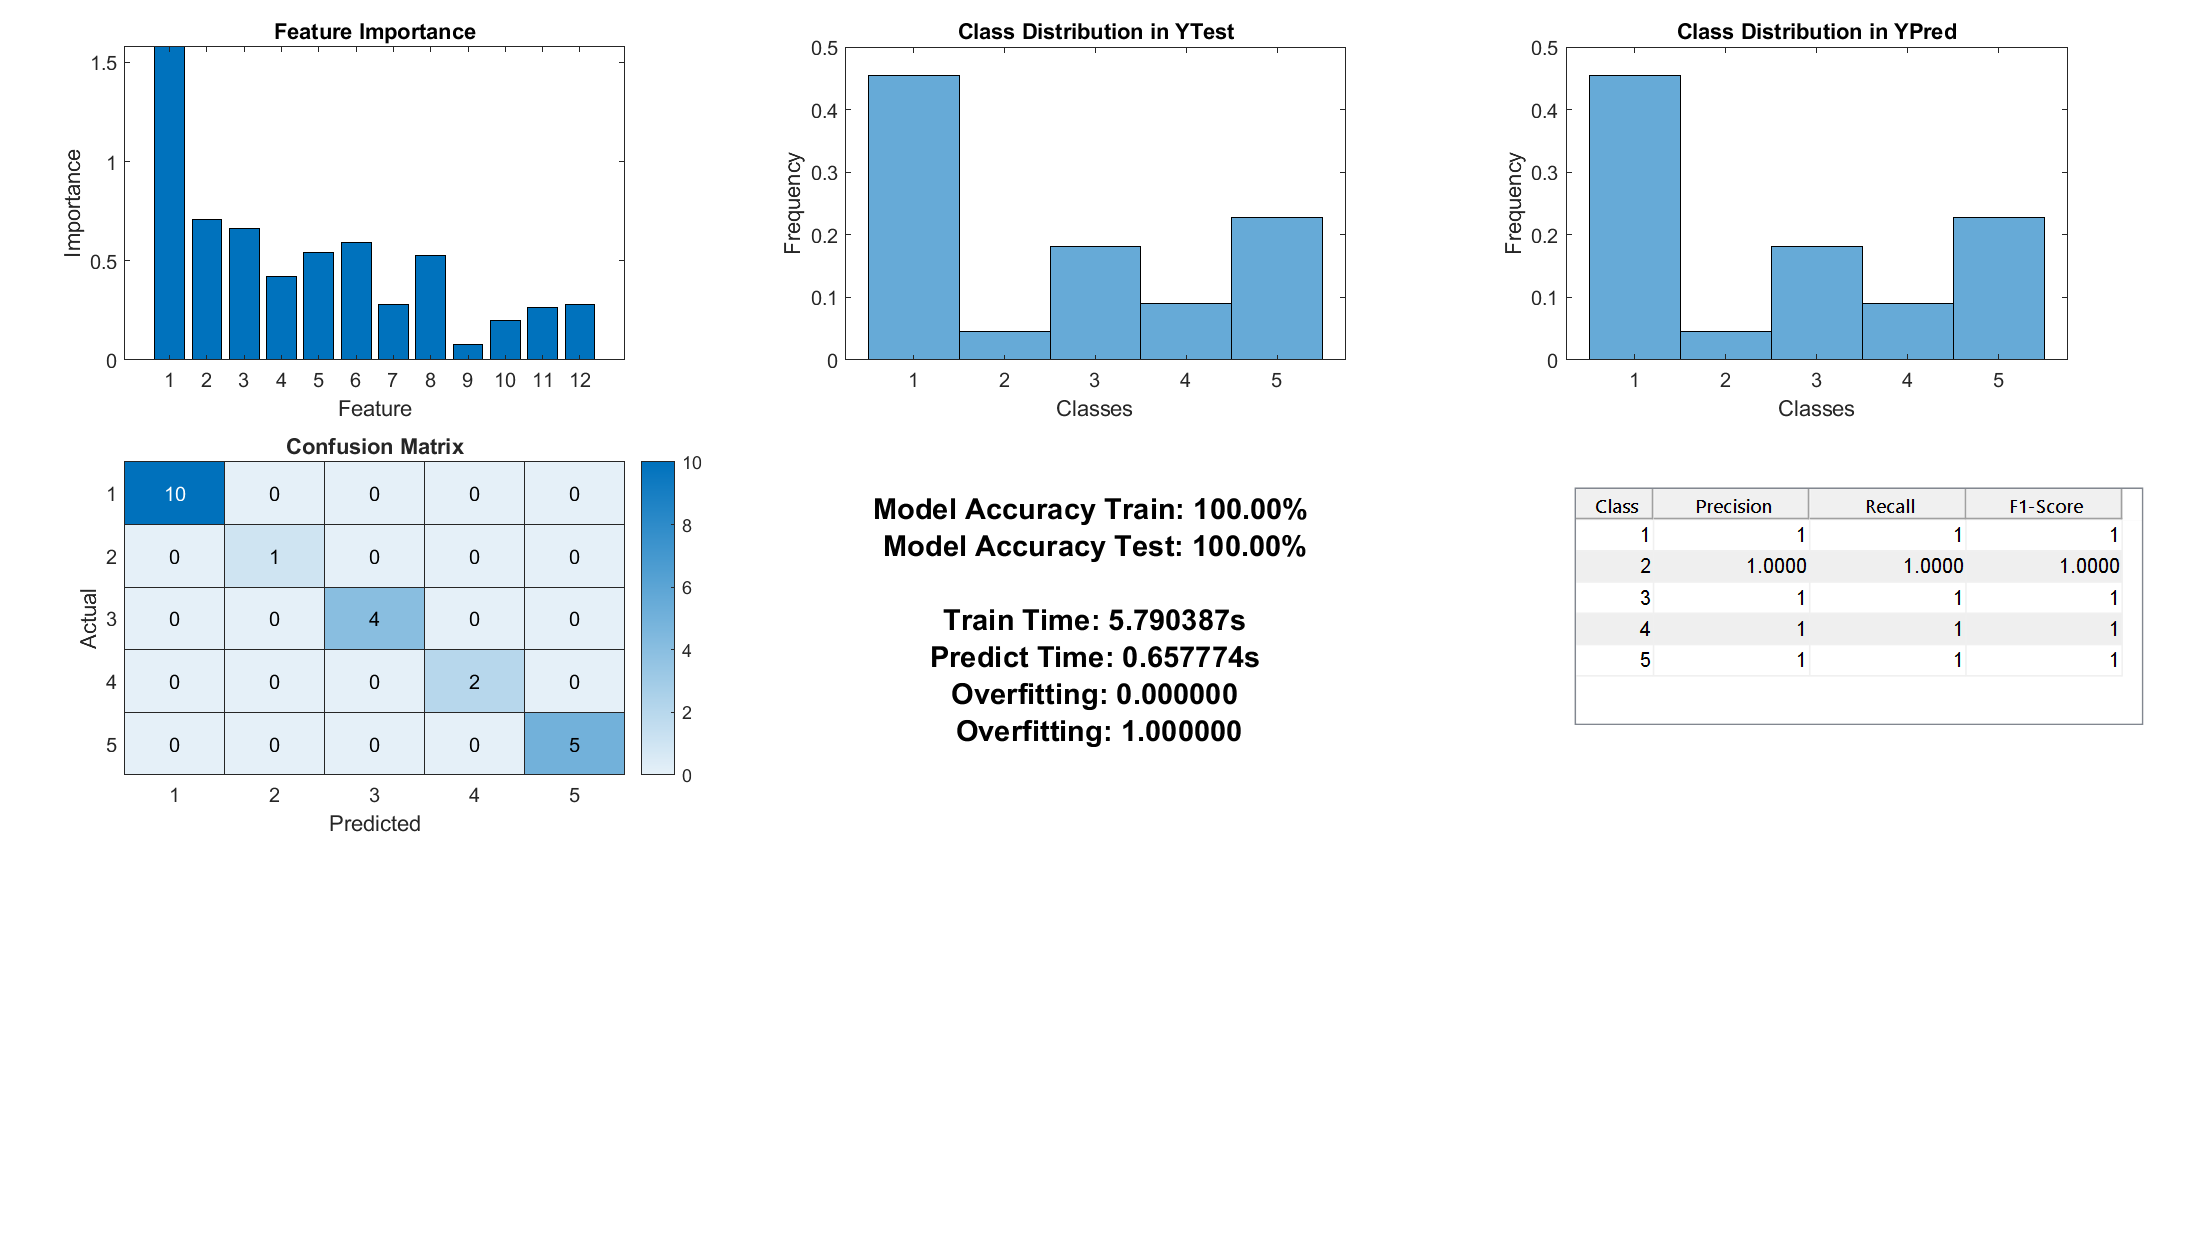 Feature Importance
1.5
1
0.5
0
Importance
1 2 3 4 5 6 7 8 9 10 11 12
Feature
Class Distribution in YTest
0.5
0.4
0.3
0.2
0.1
0
Frequency
1 2 3 4 5
Classes
Class Distribution in YPred
0.5
0.4
0.3
0.2
0.1
0
Frequency
1 2 3 4 5
Classes
Confusion Matrix
Actual
1 10 0 0 0 0
2 0 1 0 0 0
3 0 0 4 0 0
4 0 0 0 2 0
5 0 0 0 0 5
1 2 3 4 5
Predicted
10
8
6
4
2
0
Model Accuracy Train: 100.00%
Model Accuracy Test: 100.00%
Train Time: 5.790387s
Predict Time: 0.657774s
Overfitting: 0.000000
Overfitting: 1.000000
Class Precision Recall F1-Score
1 1 1 1
2 1.0000 1.0000 1.0000
3 1 1 1
4 1 1 1
5 1 1 1